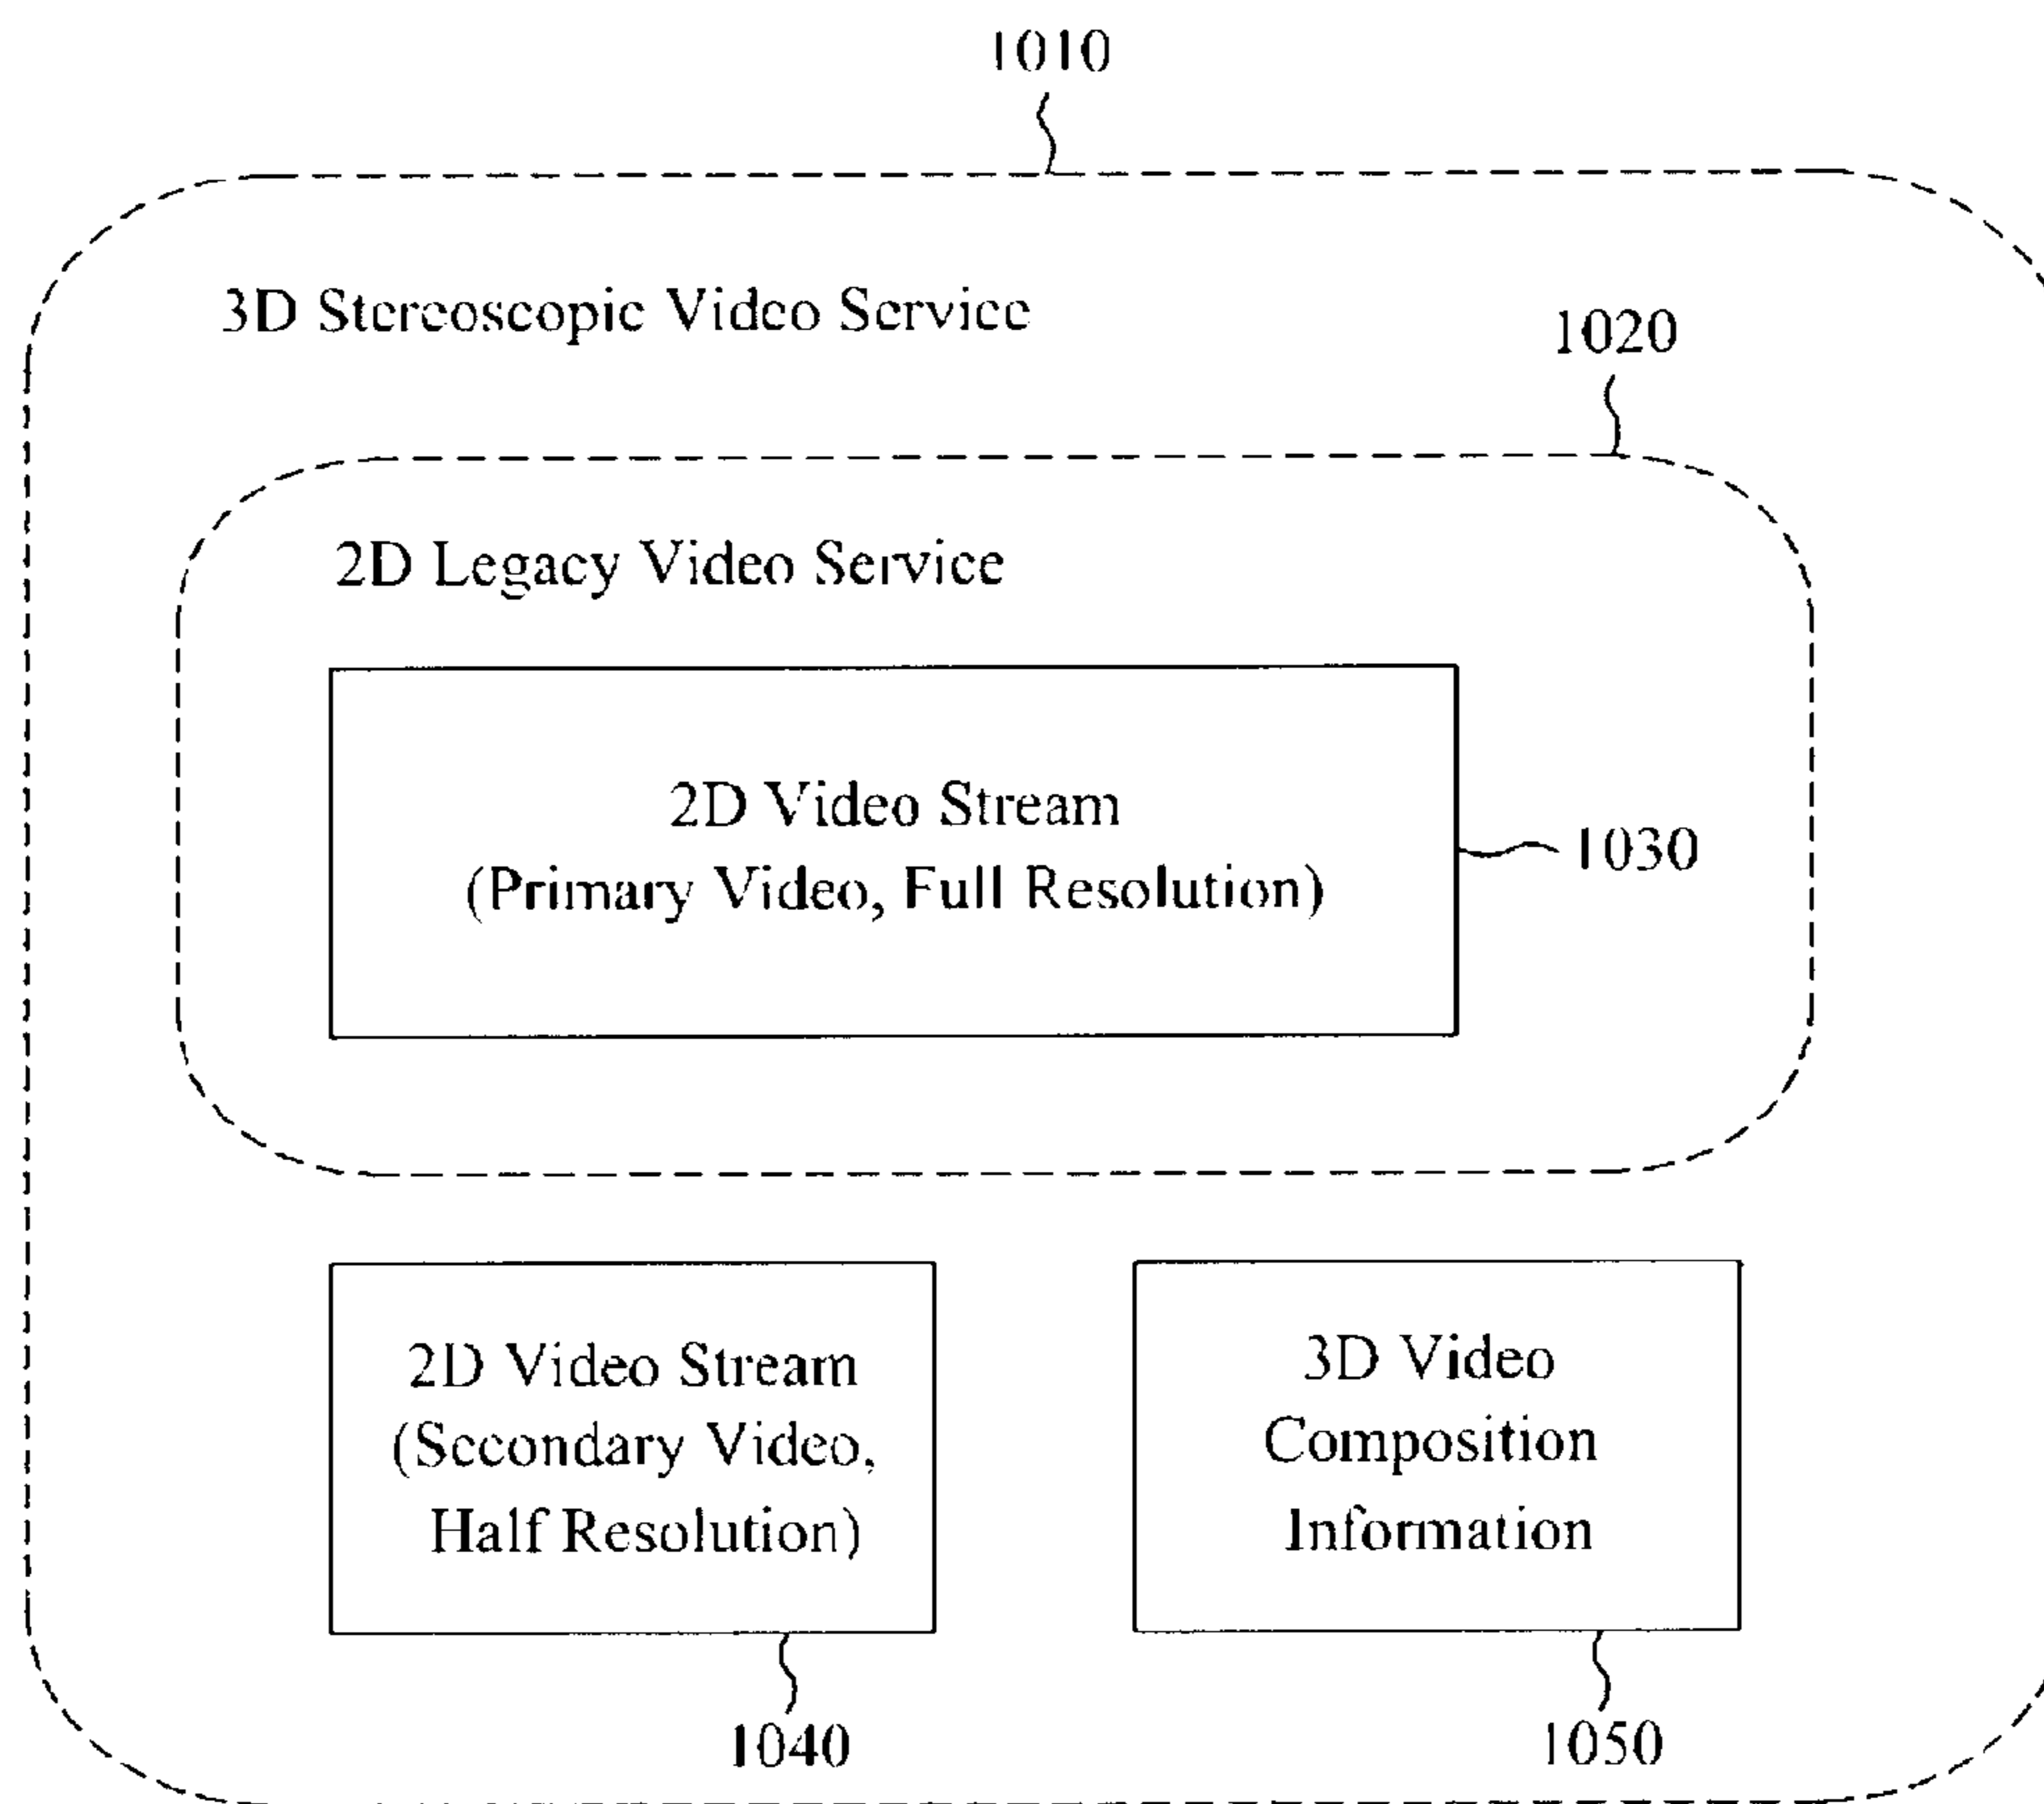 1010
3D Stereoscopic Video Service
1020
2D Legacy Video Service
2D Video Stream
(Primary Video, Full Resolution)
1030
2D Video Stream
(Secondary Video,
Half Resolution)
3D Video
Composition
Information
1040
1050